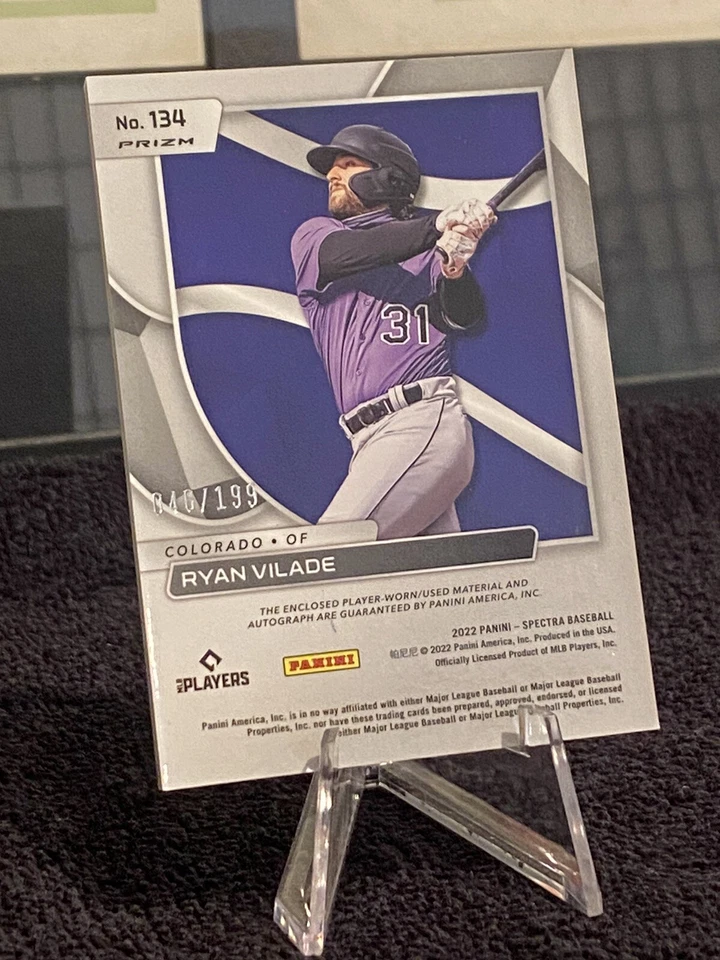 No. 134
PRIZM
31
/199
COLORADO • OF
RYAN VILADE
THE ENCLOSED PLAYER-WORN/USED MATERIAL AND
AUTOGRAPH ARE GUARANTEED BY PANINI AMERICA, INC.
2022 PANINI – SPECTRA BASEBALL
帕尼尼 © 2022 Panini America, Inc. Produced in the USA.
Officially Licensed Product of MLB Players, Inc.
MLB PLAYERS
PANINI
Panini America, Inc. is in no way affiliated with either Major League Baseball or Major League Baseball
Properties, Inc. nor have these trading cards been prepared, approved, endorsed, or licensed
either Major League Baseball or Major League Baseball Properties, Inc.